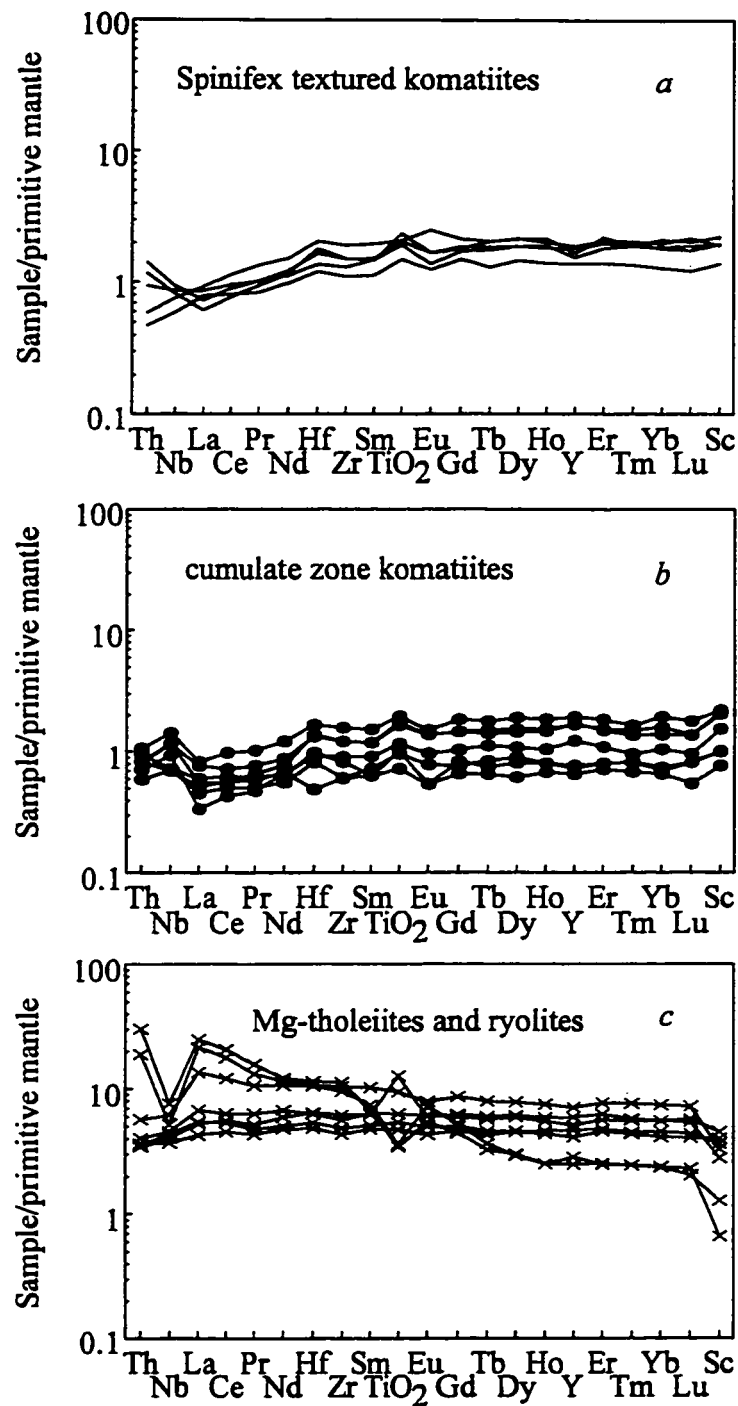 100
Spinifex textured komatiites
a
10
1
0.1
Sample/primitive mantle
Th La Pr Hf Sm Eu Tb Ho Er Yb Sc
Nb Ce Nd Zr TiO2 Gd Dy Y Tm Lu
100
cumulate zone komatiites
b
10
1
0.1
Sample/primitive mantle
Th La Pr Hf Sm Eu Tb Ho Er Yb Sc
Nb Ce Nd Zr TiO2 Gd Dy Y Tm Lu
100
Mg-tholeiites and ryolites
c
10
1
0.1
Sample/primitive mantle
Th La Pr Hf Sm Eu Tb Ho Er Yb Sc
Nb Ce Nd Zr TiO2 Gd Dy Y Tm Lu